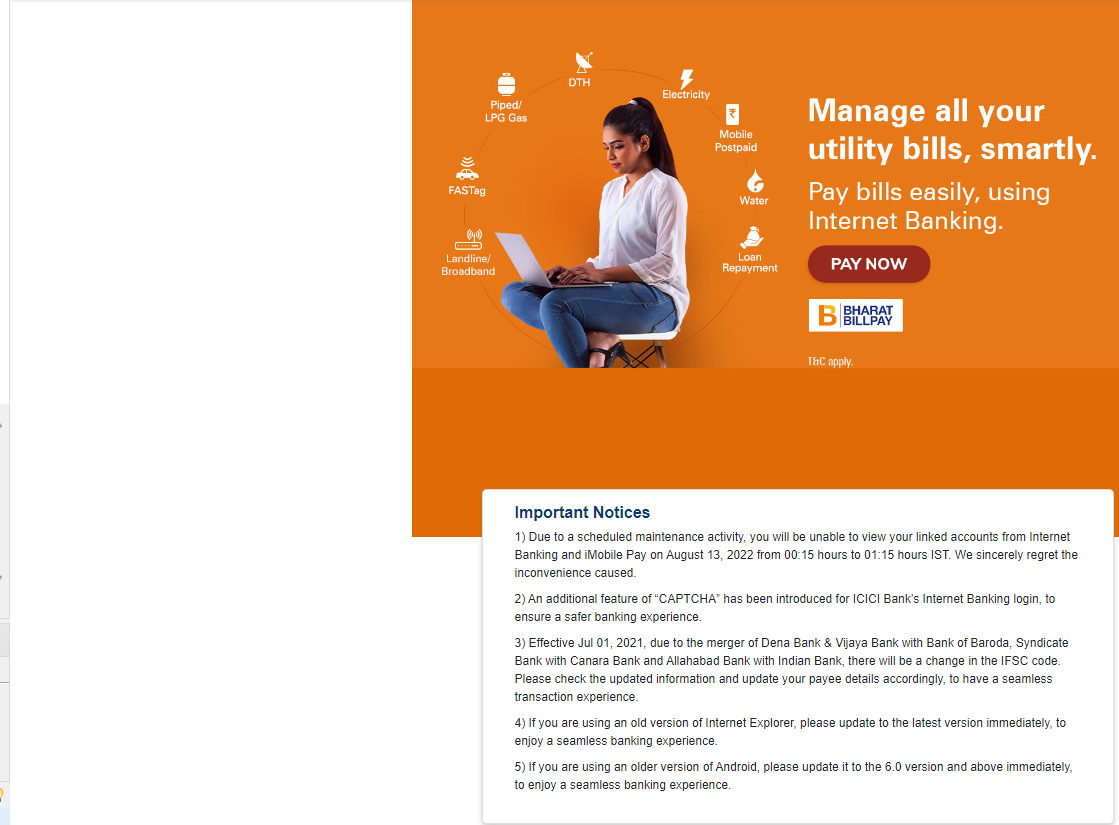 DTH
Electricity
Piped/
LPG Gas
Mobile
Postpaid
FASTag
Water
Landline/
Broadband
Loan
Repayment
Manage all your
utility bills, smartly.
Pay bills easily, using
Internet Banking.
PAY NOW
B BHARAT
BILLPAY
T&C apply.
Important Notices
1) Due to a scheduled maintenance activity, you will be unable to view your linked accounts from Internet
Banking and iMobile Pay on August 13, 2022 from 00:15 hours to 01:15 hours IST. We sincerely regret the
inconvenience caused.
2) An additional feature of “CAPTCHA” has been introduced for ICICI Bank’s Internet Banking login, to
ensure a safer banking experience.
3) Effective Jul 01, 2021, due to the merger of Dena Bank & Vijaya Bank with Bank of Baroda, Syndicate
Bank with Canara Bank and Allahabad Bank with Indian Bank, there will be a change in the IFSC code.
Please check the updated information and update your payee details accordingly, to have a seamless
transaction experience.
4) If you are using an old version of Internet Explorer, please update to the latest version immediately, to
enjoy a seamless banking experience.
5) If you are using an older version of Android, please update it to the 6.0 version and above immediately,
to enjoy a seamless banking experience.